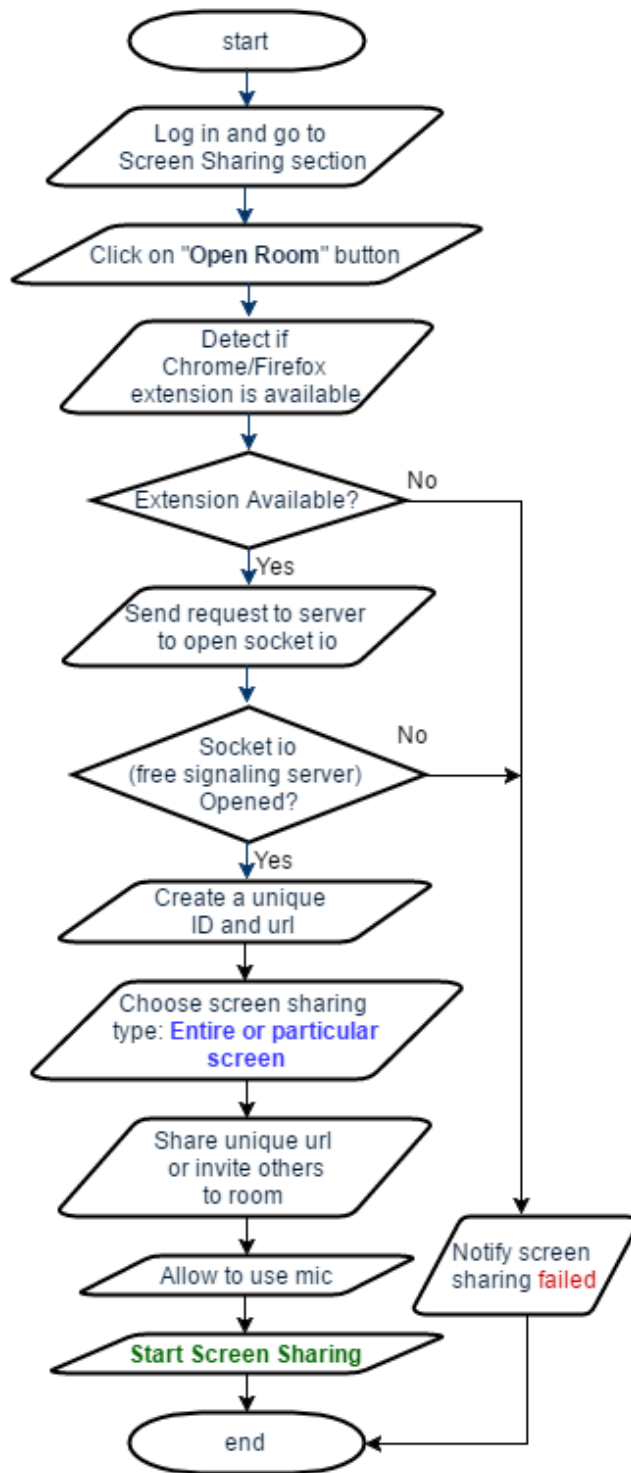 start
Log in and go to
Screen Sharing section
Click on "Open Room" button
Detect if
Chrome/Firefox
extension is available
Extension Available?
No
Yes
Send request to server
to open socket io
Socket io
(free signaling server)
Opened?
No
Yes
Create a unique
ID and url
Choose screen sharing
type: Entire or particular
screen
Share unique url
or invite others
to room
Allow to use mic
Start Screen Sharing
Notify screen
sharing failed
end